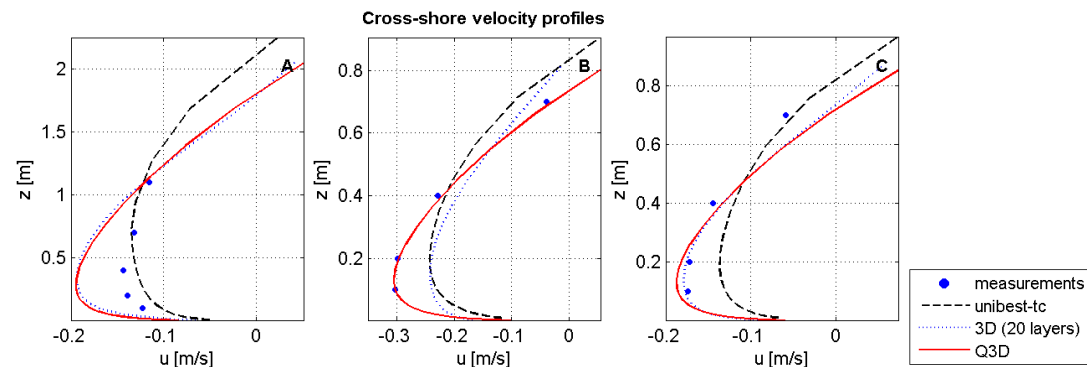 Cross-shore velocity profiles
A
2
1.5
1
0.5
z [m]
-0.2
-0.1
0
u [m/s]
B
0.8
0.6
0.4
0.2
z [m]
-0.3
-0.2
-0.1
0
u [m/s]
C
0.8
0.6
0.4
0.2
z [m]
-0.2
-0.1
0
u [m/s]
measurements
unibest-tc
3D (20 layers)
Q3D